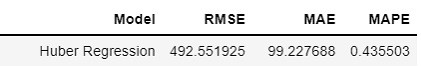 Model RMSE MAE MAPE
Huber Regression 492.551925 99.227688 0.435503